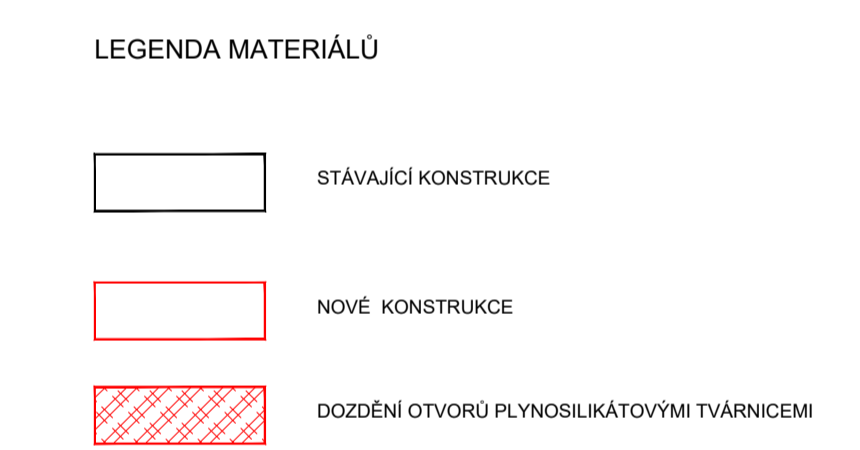 LEGENDA MATERIÁLŮ
STÁVAJÍCÍ KONSTRUKCE
NOVÉ KONSTRUKCE
DOZDĚNÍ OTVORŮ PLYNOSILIKÁTOVÝMI TVÁRNICEMI